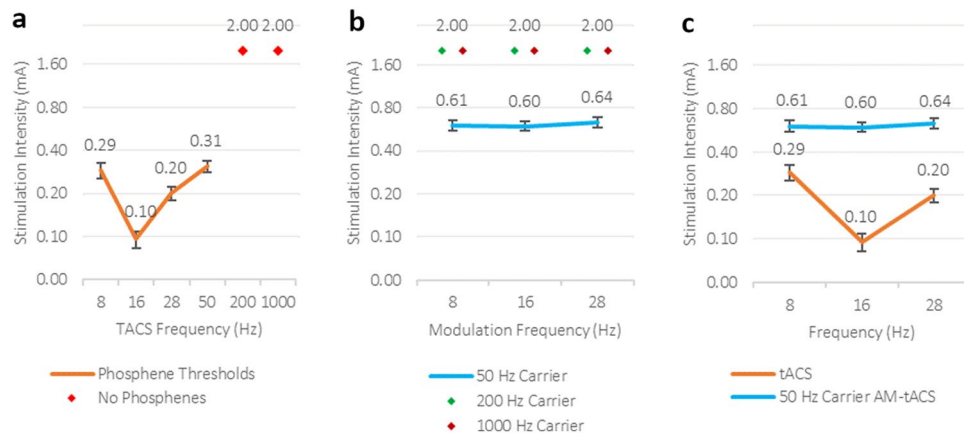 a
2.00 2.00
1.60
0.80
0.40
0.20
0.10
0.00
Stimulation Intensity (mA)
0.29
0.10
0.20
0.31
8 16 28 50 200 1000
TACS Frequency (Hz)
Phosphene Thresholds
No Phosphenes
b
2.00 2.00 2.00
1.60
0.80
0.40
0.20
0.10
0.00
Stimulation Intensity (mA)
0.61 0.60 0.64
8 16 28
Modulation Frequency (Hz)
50 Hz Carrier
200 Hz Carrier
1000 Hz Carrier
c
1.60
0.80
0.40
0.20
0.10
0.00
Stimulation Intensity (mA)
0.61 0.60 0.64
0.29
0.10
0.20
8 16 28
Frequency (Hz)
tACS
50 Hz Carrier AM-tACS